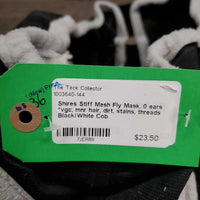 The Tack Collector
1003640-144
Shires Stiff Mesh Fly Mask, 0 ears
*vgc, mnr hair, dirt, stains, threads
Black/White Cob
$23.50